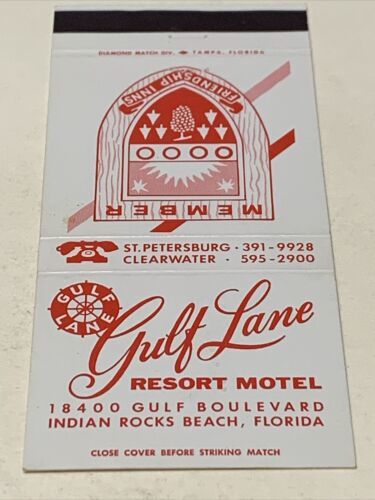 DIAMOND MATCH DIV. TAMPA, FLORIDA
FRIENDSHIP INNS
MEMBER
ST. PETERSBURG · 391-9928
CLEARWATER · 595-2900
GULF LANE
Gulf Lane
RESORT MOTEL
18400 GULF BOULEVARD
INDIAN ROCKS BEACH, FLORIDA
CLOSE COVER BEFORE STRIKING MATCH